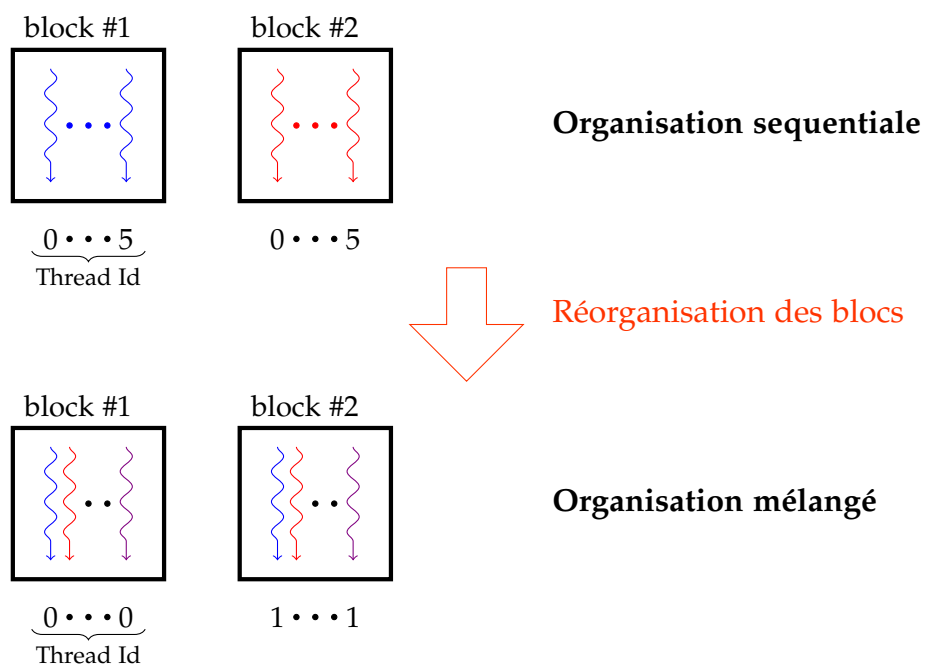 block #1 block #2
Organisation sequentiale
0 • • • 5 0 • • • 5
Thread Id
Réorganisation des blocs
block #1 block #2
Organisation mélangé
0 • • • 0 1 • • • 1
Thread Id